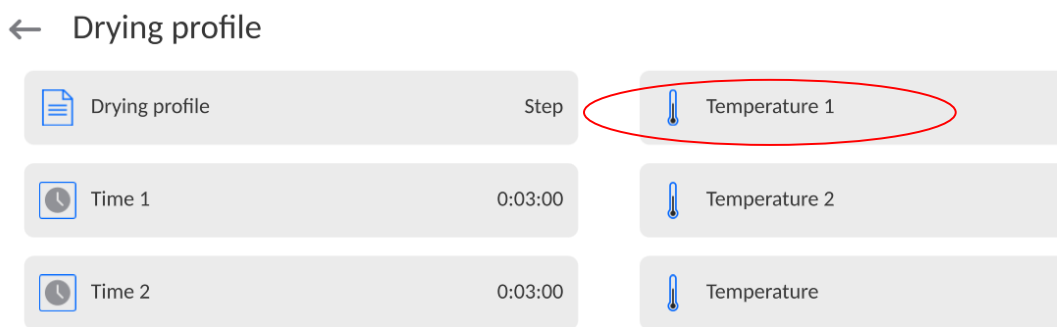 Drying profile
Drying profile Step
Temperature 1
Time 1 0:03:00
Temperature 2
Time 2 0:03:00
Temperature